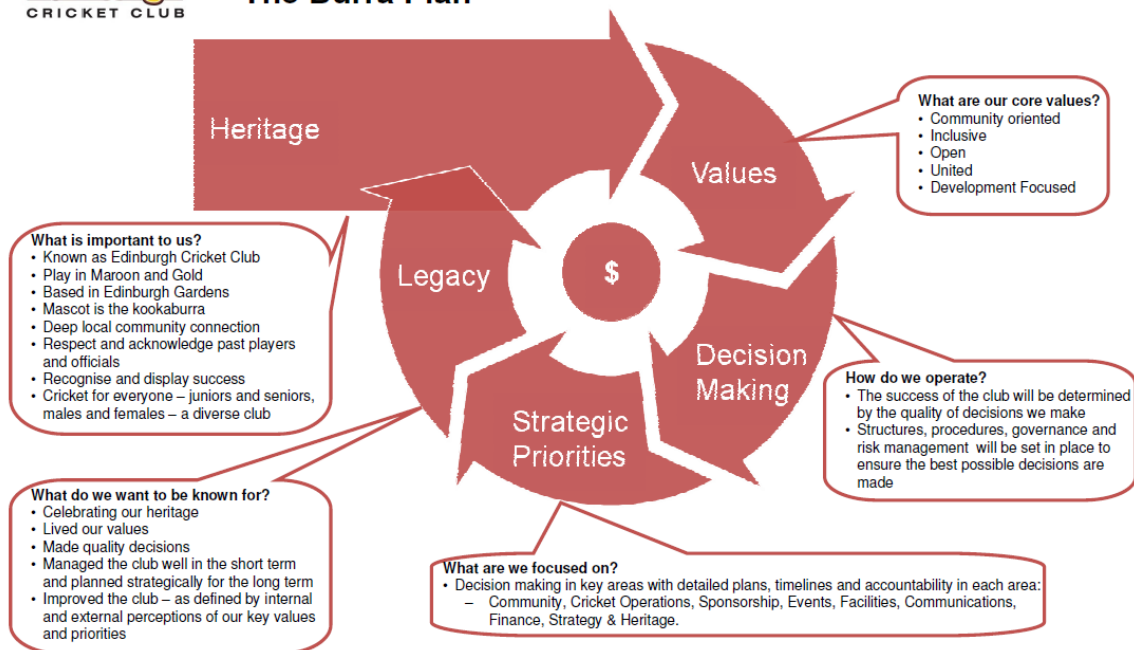 CRICKET CLUB
The Burra Plan
Heritage
Values
Legacy
$
Decision
Making
Strategic
Priorities
What are our core values?
• Community oriented
• Inclusive
• Open
• United
• Development Focused
What is important to us?
• Known as Edinburgh Cricket Club
• Play in Maroon and Gold
• Based in Edinburgh Gardens
• Mascot is the kookaburra
• Deep local community connection
• Respect and acknowledge past players
and officials
• Recognise and display success
• Cricket for everyone – juniors and seniors,
males and females – a diverse club
How do we operate?
• The success of the club will be determined
by the quality of decisions we make
• Structures, procedures, governance and
risk management will be set in place to
ensure the best possible decisions are
made
What do we want to be known for?
• Celebrating our heritage
• Lived our values
• Made quality decisions
• Managed the club well in the short term
and planned strategically for the long term
• Improved the club – as defined by internal
and external perceptions of our key values
and priorities
What are we focused on?
• Decision making in key areas with detailed plans, timelines and accountability in each area:
– Community, Cricket Operations, Sponsorship, Events, Facilities, Communications,
Finance, Strategy & Heritage.